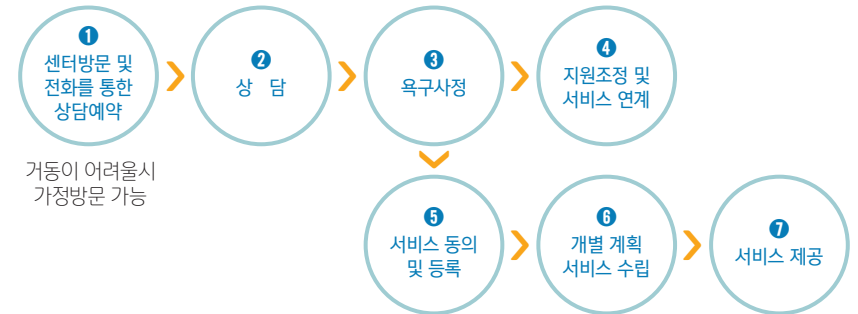 ❶
센터방문 및
전화를 통한
상담예약
거동이 어려울시
가정방문 가능
❷
상 담
❸
욕구사정
❹
지원조정 및
서비스 연계
❺
서비스 동의
및 등록
❻
개별 계획
서비스 수립
❼
서비스 제공